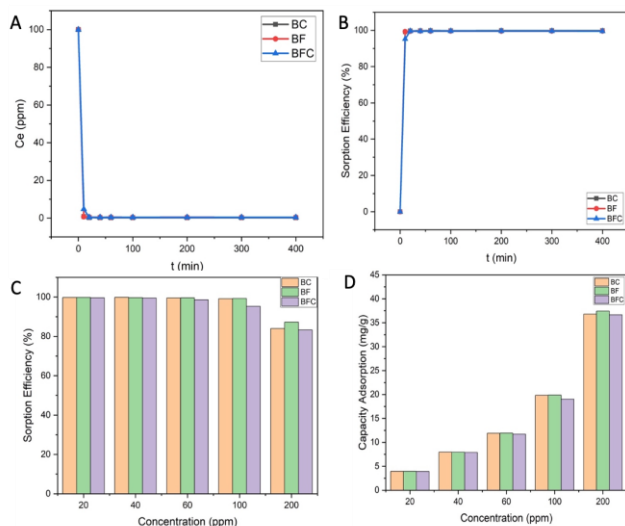 A
BC
BF
BFC
Ce (ppm)
100
80
60
40
20
0
0 100 200 300 400
t (min)
B
Sorption Efficiency (%)
100
80
60
40
20
0
0 100 200 300 400
t (min)
BC
BF
BFC
C
BC
BF
BFC
Sorption Efficiency (%)
100
80
60
40
20
0
20 40 60 100 200
Concentration (ppm)
D
BC
BF
BFC
Capacity Adsorption (mg/g)
45
40
35
30
25
20
15
10
5
0
20 40 60 100 200
Concentration (ppm)